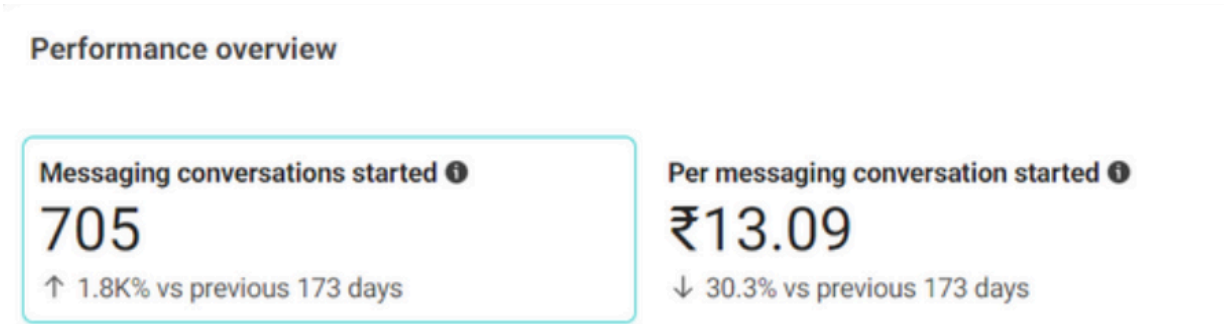 Performance overview
Messaging conversations started
705
↑ 1.8K% vs previous 173 days
Per messaging conversation started
₹13.09
↓ 30.3% vs previous 173 days